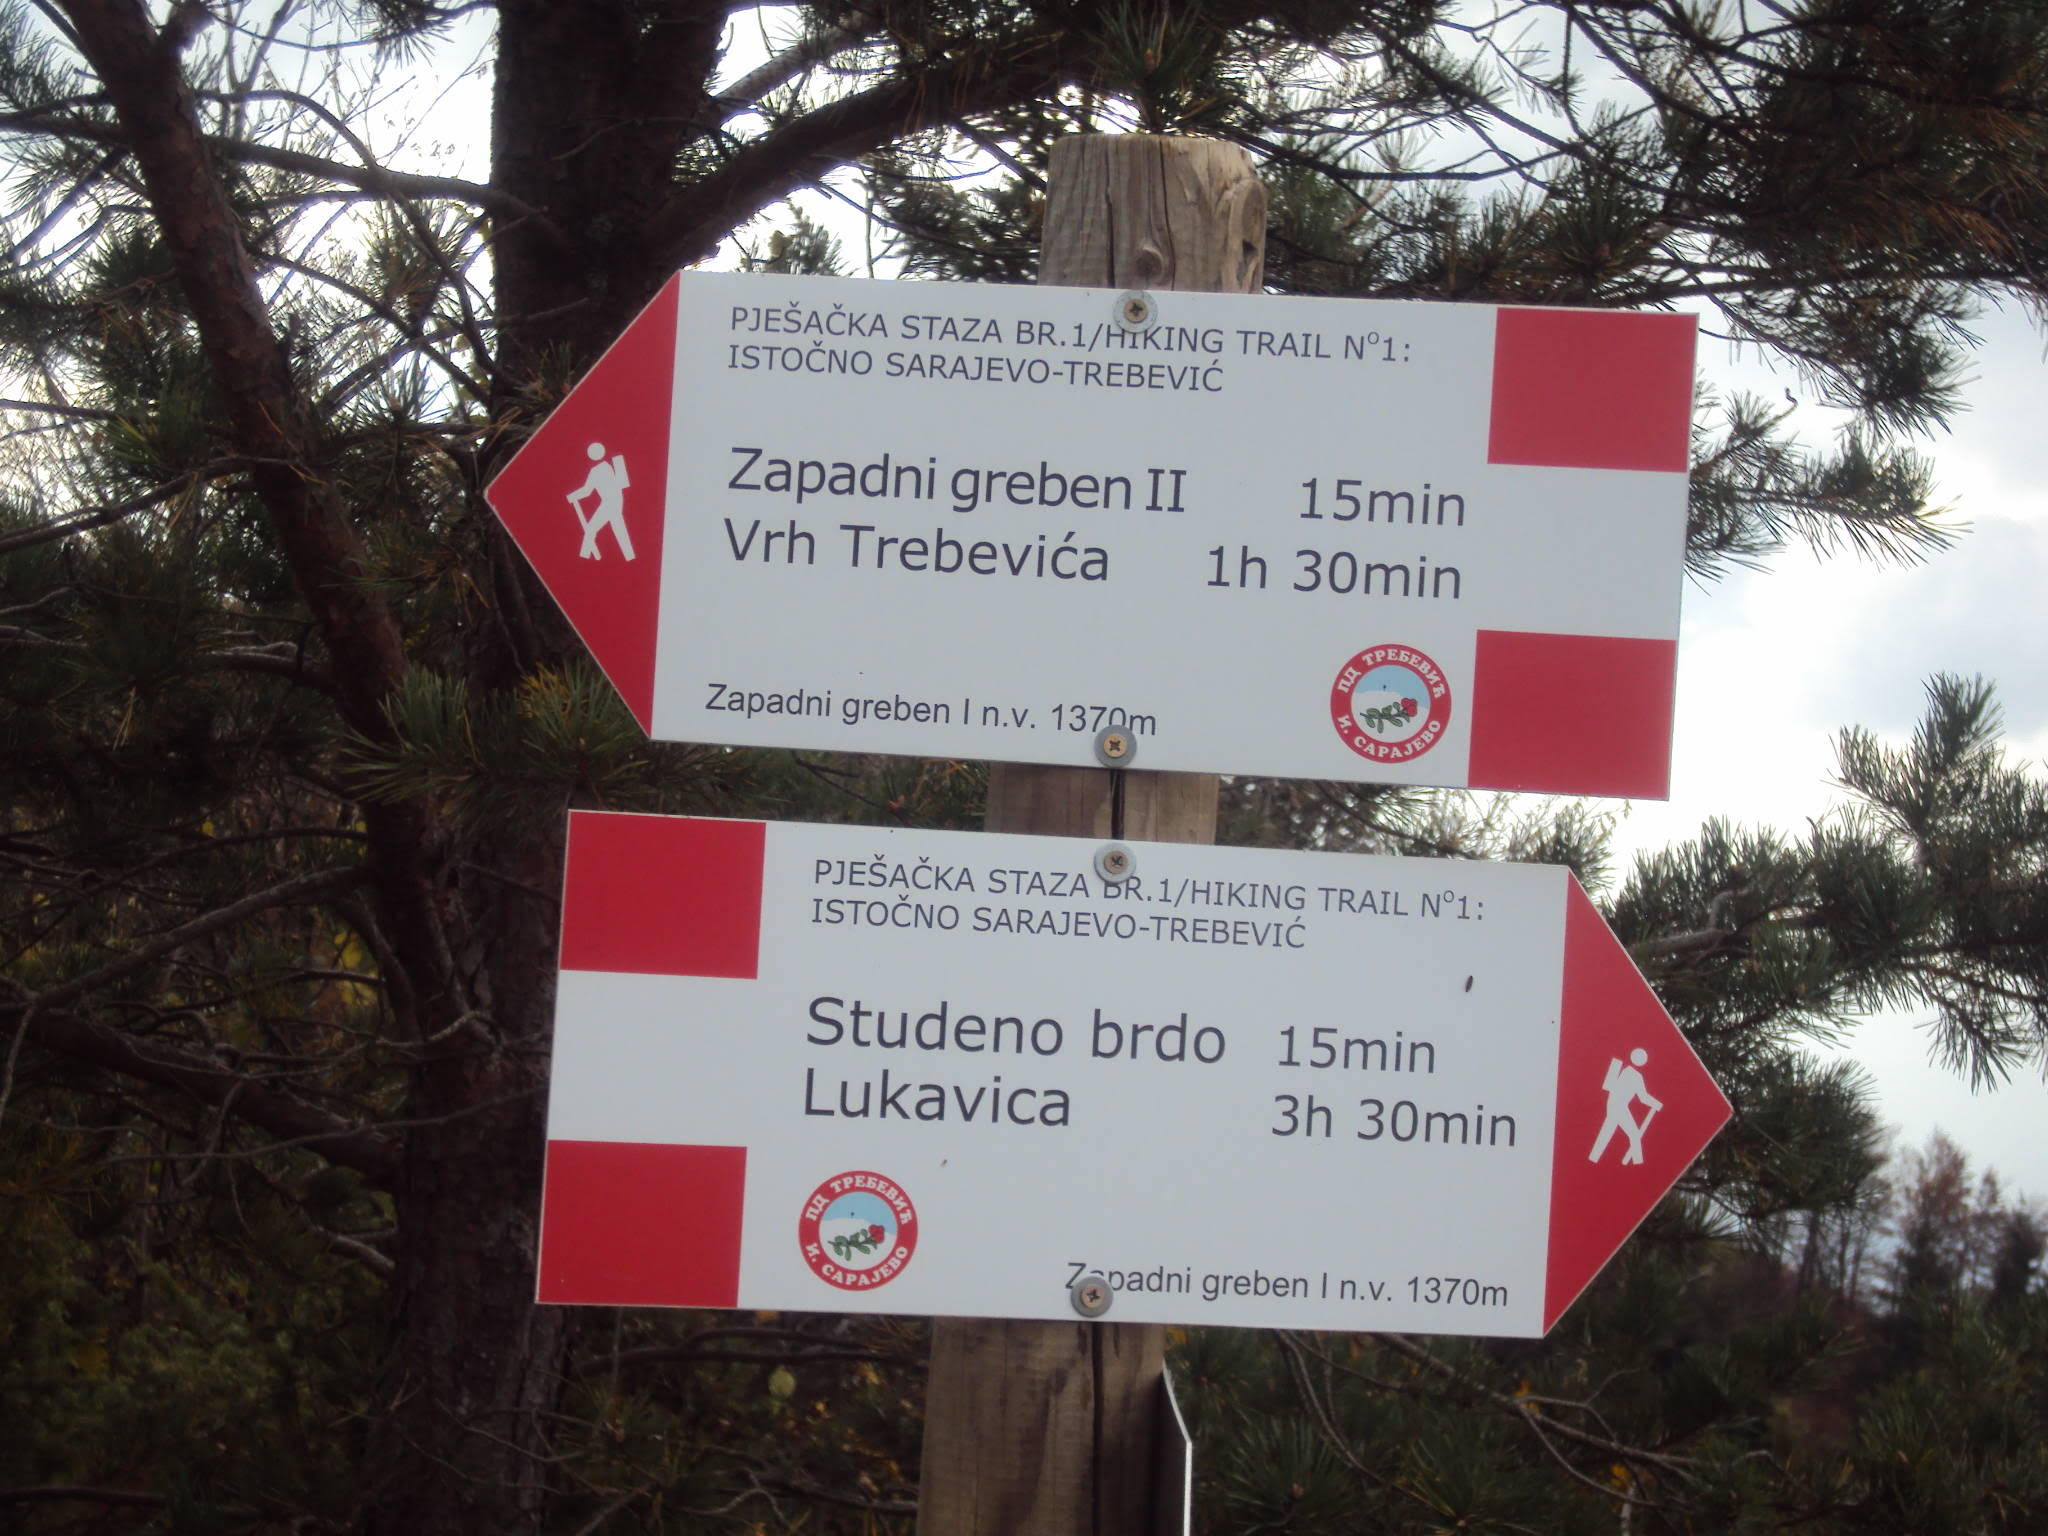 PJEŠAČKA STAZA BR.1/HIKING TRAIL Nº1:
ISTOČNO SARAJEVO-TREBEVIĆ
Zapadni greben II 15min
Vrh Trebevića 1h 30min
Zapadni greben I n.v. 1370m
ПД ТРЕБЕВИЋ
И. САРАЈЕВО
PJEŠAČKA STAZA BR.1/HIKING TRAIL Nº1:
ISTOČNO SARAJEVO-TREBEVIĆ
Studeno brdo 15min
Lukavica 3h 30min
ПД ТРЕБЕВИЋ
И. САРАЈЕВО
Zapadni greben I n.v. 1370m